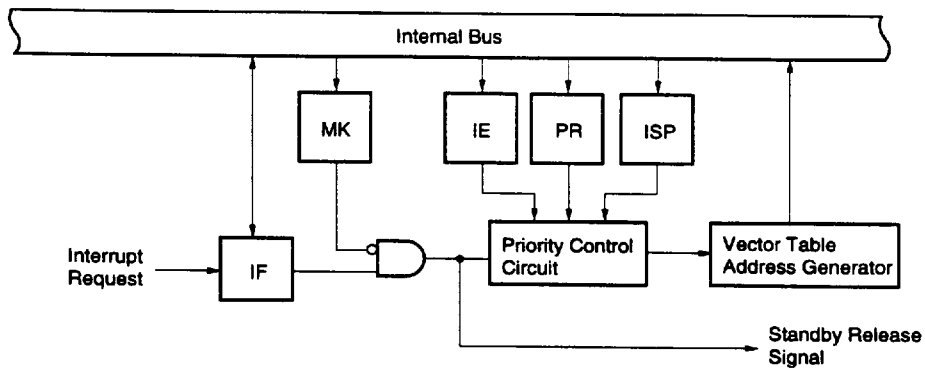 Internal Bus
MK
IE
PR
ISP
Interrupt
Request
IF
Priority Control
Circuit
Vector Table
Address Generator
Standby Release
Signal